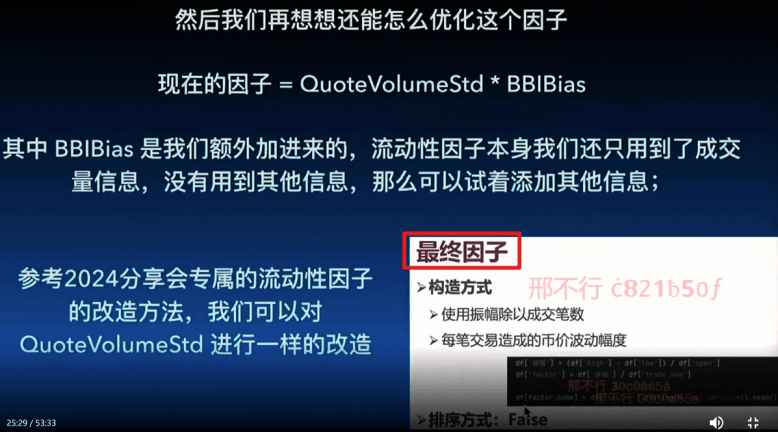 然后我们再想想还能怎么优化这个因子
现在的因子 = QuoteVolumeStd * BBIBias
其中 BBIBias 是我们额外加进来的，流动性因子本身我们还只用到了成交
量信息，没有用到其他信息，那么可以试着添加其他信息；
参考2024分享会专属的流动性因子
的改造方法，我们可以对
QuoteVolumeStd 进行一样的改造
最终因子
➢构造方式
邢不行 c821b50f
➢使用振幅除以成交笔数
➢每笔交易造成的币价波动幅度
df['振幅'] = (df['high'] - df['low']) / df['open']
df['factor'] = df['振幅'] / df['trade_num']
邢不行 30c0a65a
df[factor_name] = df
.mean()
➢排序方式：False
25:29 / 53:33